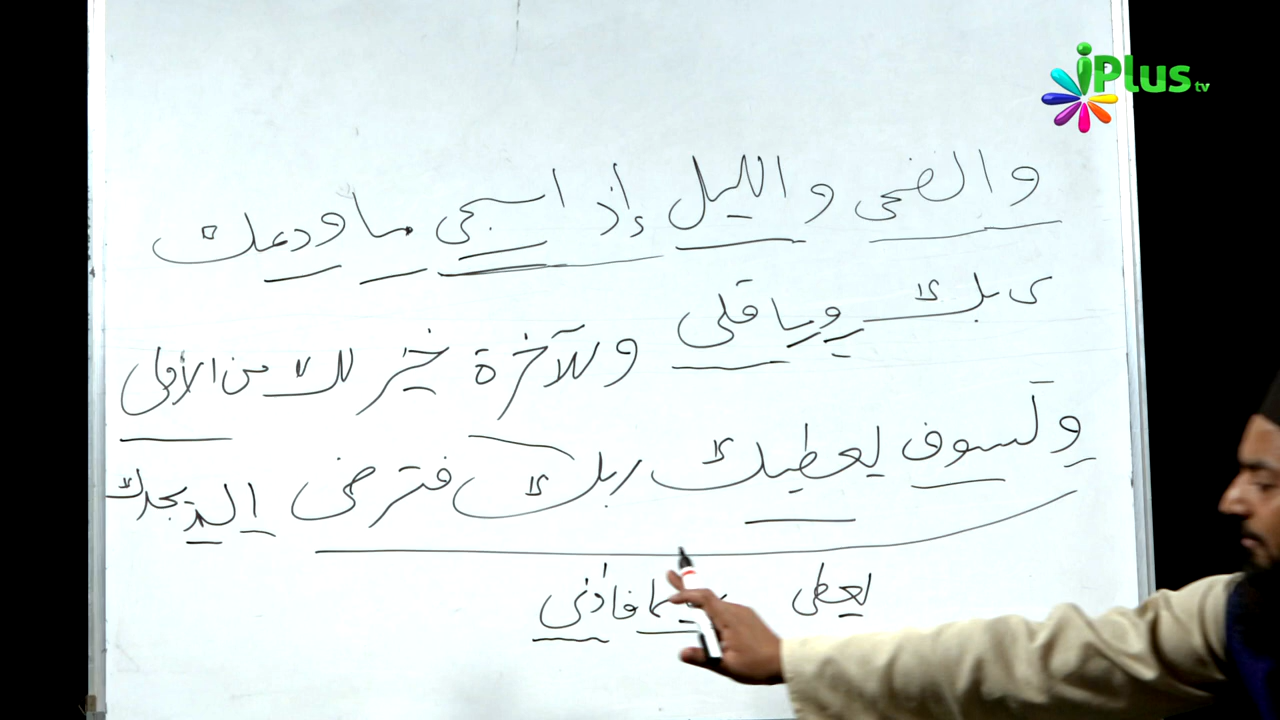 iPlus tv
والضحى والليل إذا سجى ما ودعك
ربك وما قلى
وللآخرة خير لك من الأولى
ولسوف يعطيك ربك فترضى الم يجدك
يعطى فأذنى